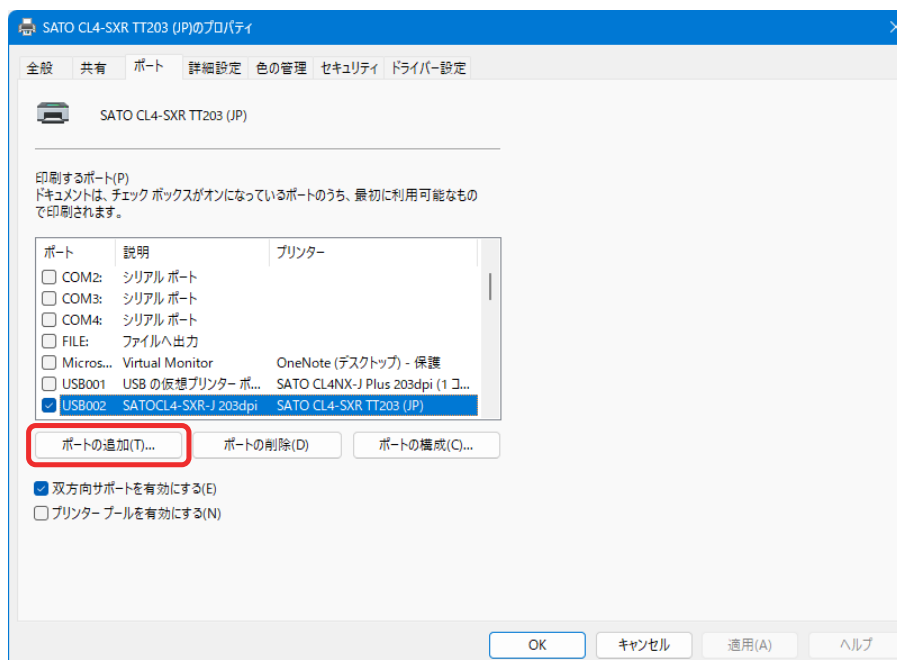 SATO CL4-SXR TT203 (JP)のプロパティ
全般 共有 ポート 詳細設定 色の管理 セキュリティ ドライバー設定
SATO CL4-SXR TT203 (JP)
印刷するポート(P)
ドキュメントは、チェック ボックスがオンになっているポートのうち、最初に利用可能なもの
で印刷されます。
ポート 説明 プリンター
COM2: シリアル ポート
COM3: シリアル ポート
COM4: シリアル ポート
FILE: ファイルへ出力
Micros... Virtual Monitor OneNote (デスクトップ) - 保護
USB001 USB の仮想プリンター ポ... SATO CL4NX-J Plus 203dpi (1 コ...
USB002 SATOCL4-SXR-J 203dpi SATO CL4-SXR TT203 (JP)
ポートの追加(T)... ポートの削除(D) ポートの構成(C)...
双方向サポートを有効にする(E)
プリンター プールを有効にする(N)
OK キャンセル 適用(A) ヘルプ